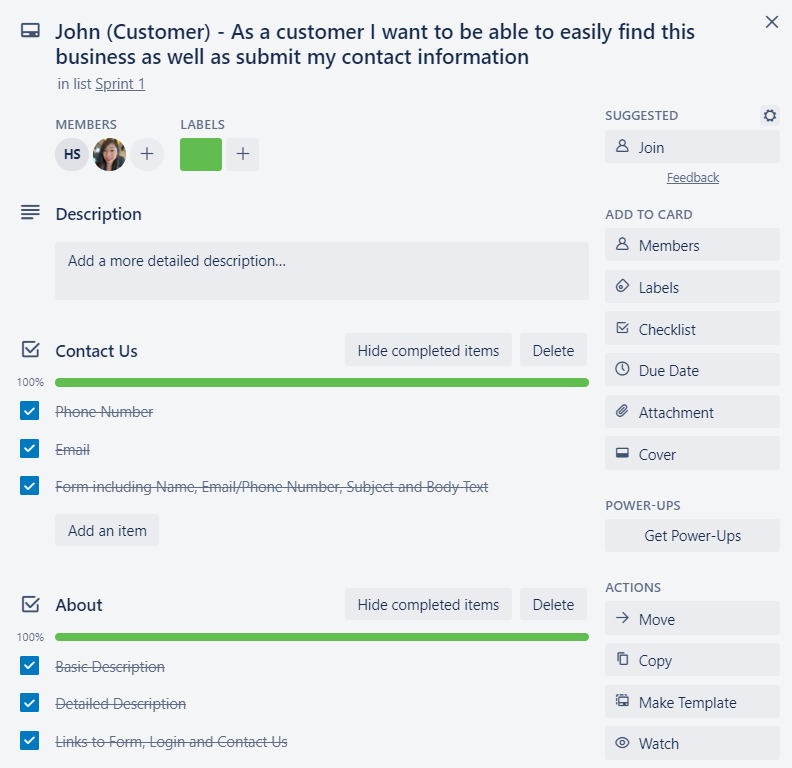 John (Customer) - As a customer I want to be able to easily find this
business as well as submit my contact information
in list Sprint 1
MEMBERS
LABELS
HS
Description
Add a more detailed description...
Contact Us
Hide completed items
Delete
100%
Phone Number
Email
Form including Name, Email/Phone Number, Subject and Body Text
Add an item
About
Hide completed items
Delete
100%
Basic Description
Detailed Description
Links to Form, Login and Contact Us
SUGGESTED
Join
Feedback
ADD TO CARD
Members
Labels
Checklist
Due Date
Attachment
Cover
POWER-UPS
Get Power-Ups
ACTIONS
Move
Copy
Make Template
Watch